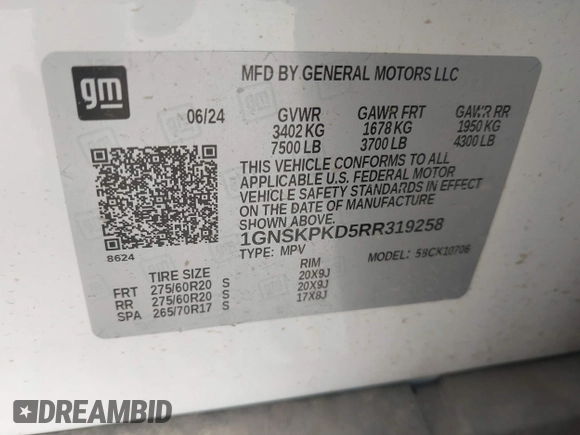 gm
MFD BY GENERAL MOTORS LLC
06/24 GVWR GAWR FRT GAWR RR
3402 KG 1678 KG 1950 KG
7500 LB 3700 LB 4300 LB
THIS VEHICLE CONFORMS TO ALL
APPLICABLE U.S. FEDERAL MOTOR
VEHICLE SAFETY STANDARDS IN EFFECT
ON THE DATE OF MANUFACTURE
SHOWN ABOVE.
8624
1GNSKPKD5RR319258
TYPE: MPV MODEL: 59CK10706
TIRE SIZE RIM
FRT 275/60R20 S 20X9J
RR 275/60R20 S 20X9J
SPA 265/70R17 S 17X8J
DREAMBID